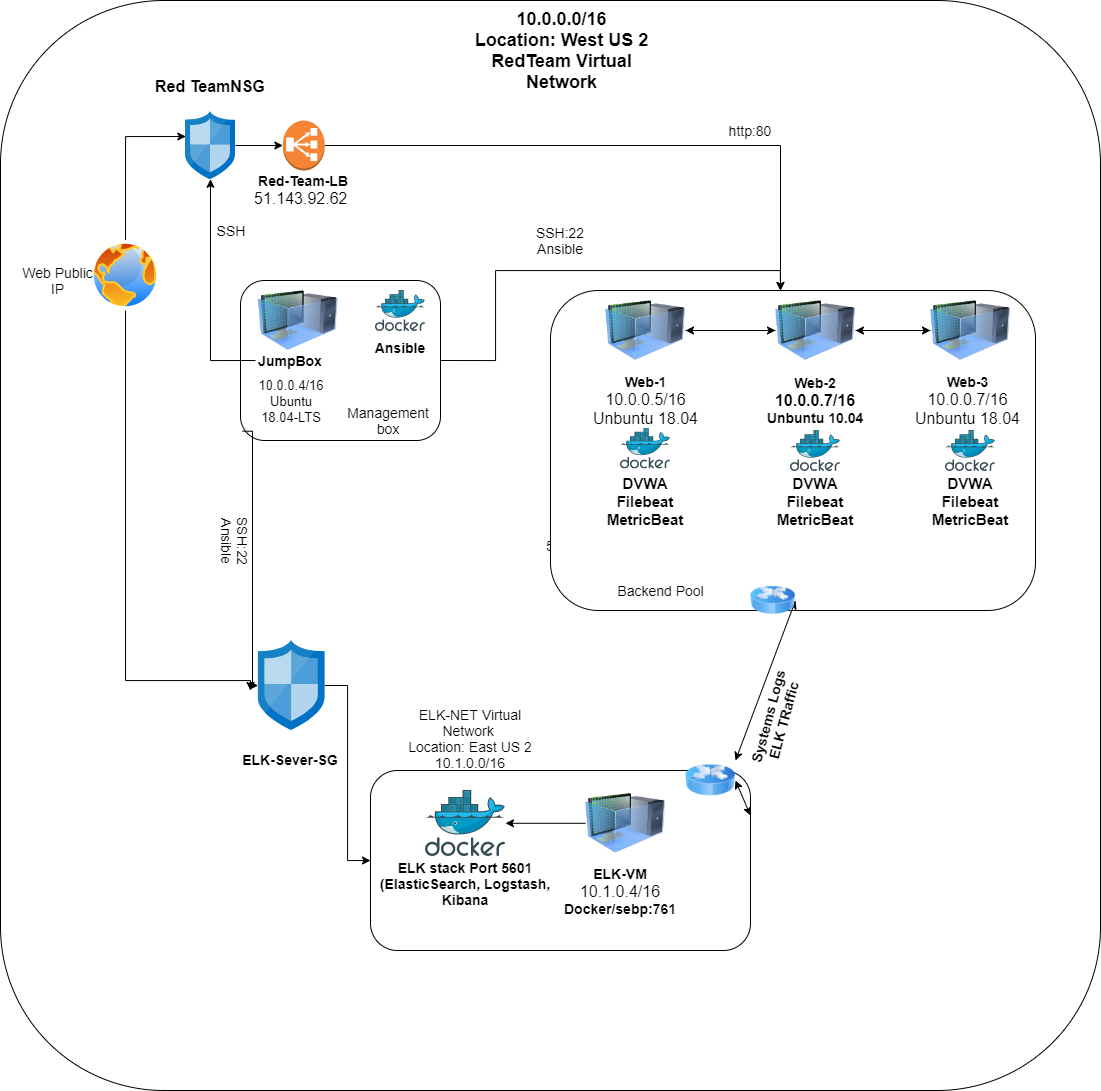 10.0.0.0/16
Location: West US 2
RedTeam Virtual
Network
Red TeamNSG
http:80
Red-Team-LB
51.143.92.62
SSH
SSH:22
Ansible
Web Public
IP
docker
Ansible
JumpBox
10.0.0.4/16
Ubuntu
18.04-LTS
Management
box
Web-1
10.0.0.5/16
Unbuntu 18.04
docker
DVWA
Filebeat
MetricBeat
Web-2
10.0.0.7/16
Unbuntu 10.04
docker
DVWA
Filebeat
MetricBeat
Web-3
10.0.0.7/16
Unbuntu 18.04
docker
DVWA
Filebeat
MetricBeat
SSH:22
Ansible
Backend Pool
Systems Logs
ELK TRaffic
ELK-Sever-SG
ELK-NET Virtual
Network
Location: East US 2
10.1.0.0/16
docker
ELK stack Port 5601
(ElasticSearch, Logstash,
Kibana
ELK-VM
10.1.0.4/16
Docker/sebp:761